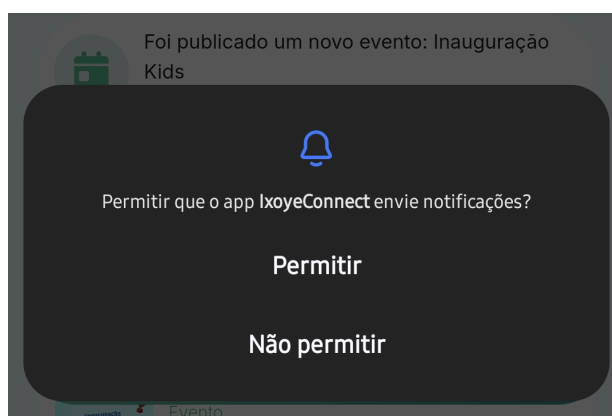 Foi publicado um novo evento: Inauguração
Kids
Permitir que o app IxoyeConnect envie notificações?
Permitir
Não permitir
Evento